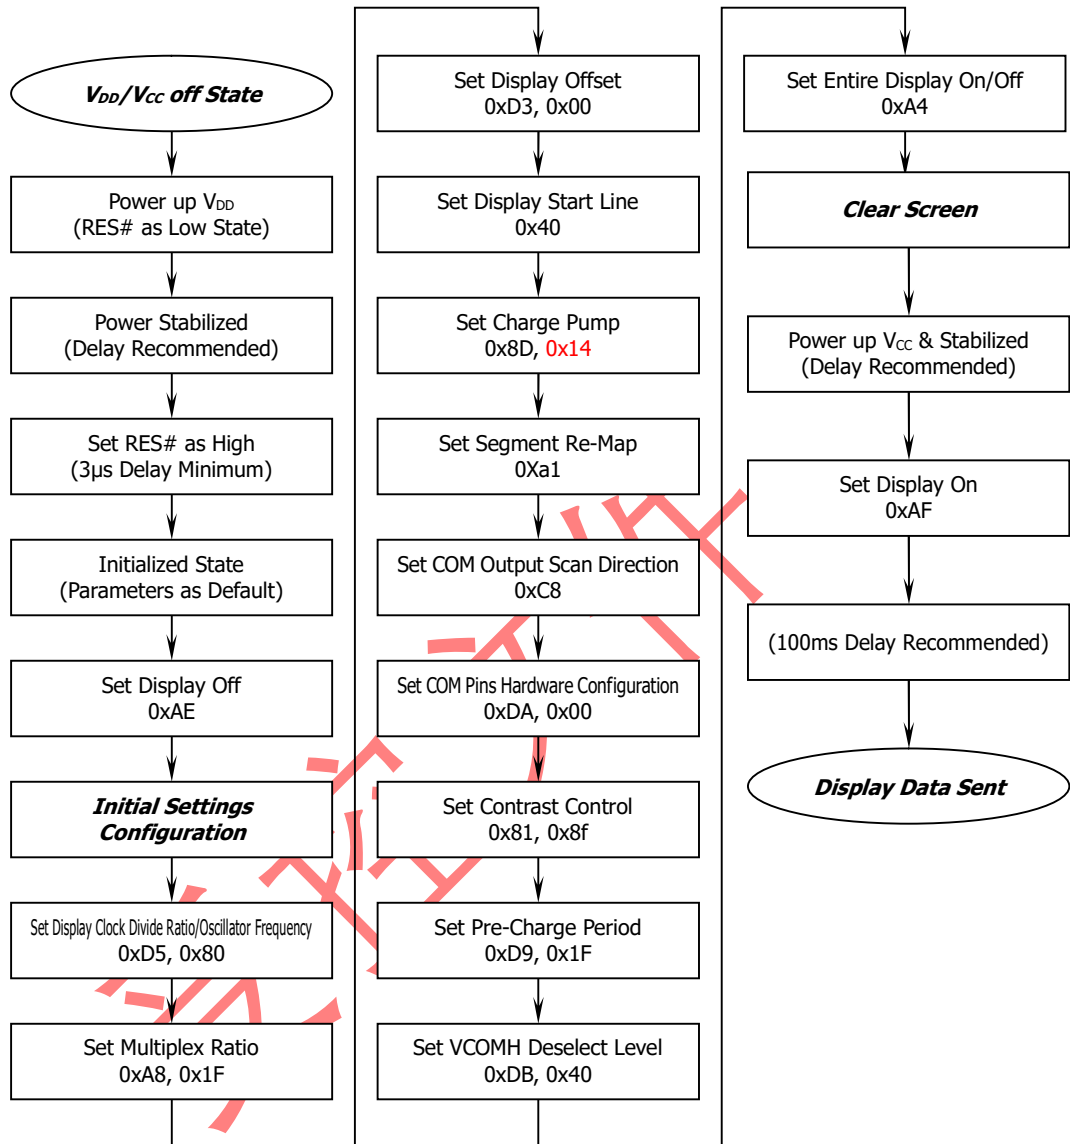 V_DD/V_CC off State
Power up V_DD
(RES# as Low State)
Power Stabilized
(Delay Recommended)
Set RES# as High
(3μs Delay Minimum)
Initialized State
(Parameters as Default)
Set Display Off
0xAE
Initial Settings
Configuration
Set Display Clock Divide Ratio/Oscillator Frequency
0xD5, 0x80
Set Multiplex Ratio
0xA8, 0x1F
Set Display Offset
0xD3, 0x00
Set Display Start Line
0x40
Set Charge Pump
0x8D, 0x14
Set Segment Re-Map
0Xa1
Set COM Output Scan Direction
0xC8
Set COM Pins Hardware Configuration
0xDA, 0x00
Set Contrast Control
0x81, 0x8f
Set Pre-Charge Period
0xD9, 0x1F
Set VCOMH Deselect Level
0xDB, 0x40
Set Entire Display On/Off
0xA4
Clear Screen
Power up V_CC & Stabilized
(Delay Recommended)
Set Display On
0xAF
(100ms Delay Recommended)
Display Data Sent